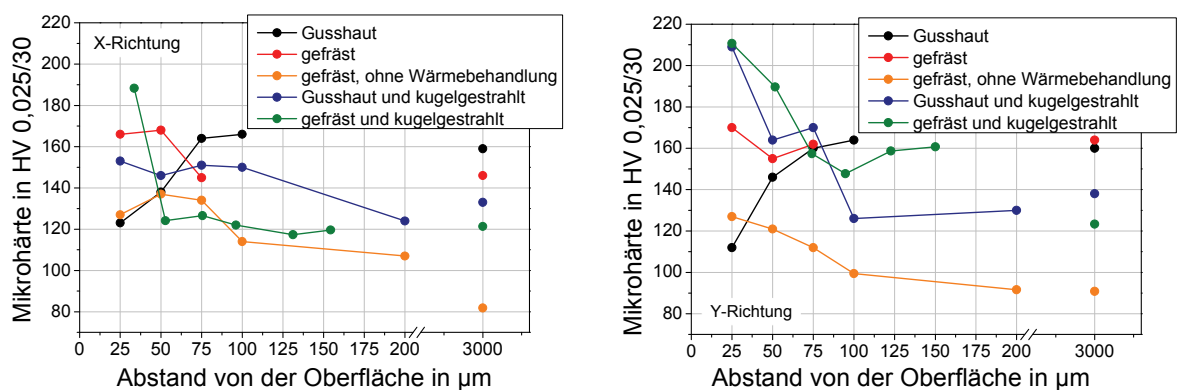 Mikrohärte in HV 0,025/30
220
200
180
160
140
120
100
80
X-Richtung
Gusshaut
gefräst
gefräst, ohne Wärmebehandlung
Gusshaut und kugelgestrahlt
gefräst und kugelgestrahlt
0 25 50 75 100 125 150 175 200 3000
Abstand von der Oberfläche in µm
Mikrohärte in HV 0,025/30
220
200
180
160
140
120
100
80
Gusshaut
gefräst
gefräst, ohne Wärmebehandlung
Gusshaut und kugelgestrahlt
gefräst und kugelgestrahlt
Y-Richtung
0 25 50 75 100 125 150 175 200 3000
Abstand von der Oberfläche in µm